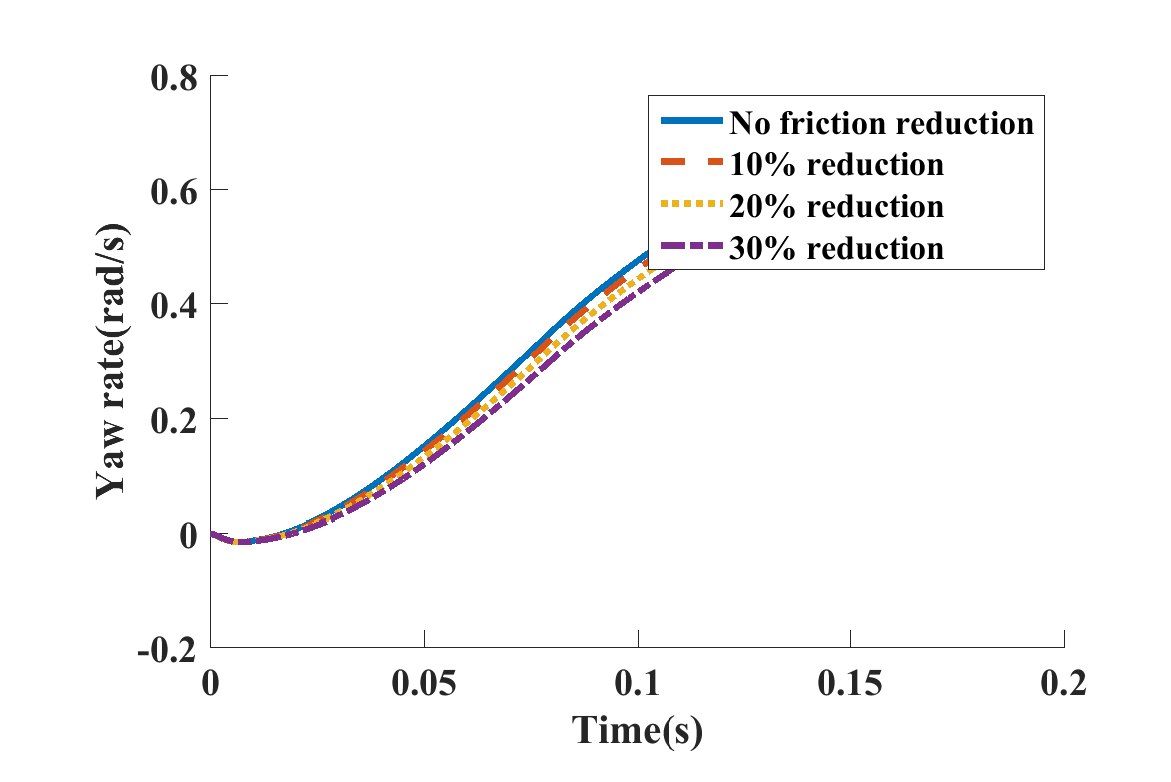 0.8
0.6
0.4
0.2
0
-0.2
Yaw rate(rad/s)
No friction reduction
10% reduction
20% reduction
30% reduction
0
0.05
0.1
0.15
0.2
Time(s)